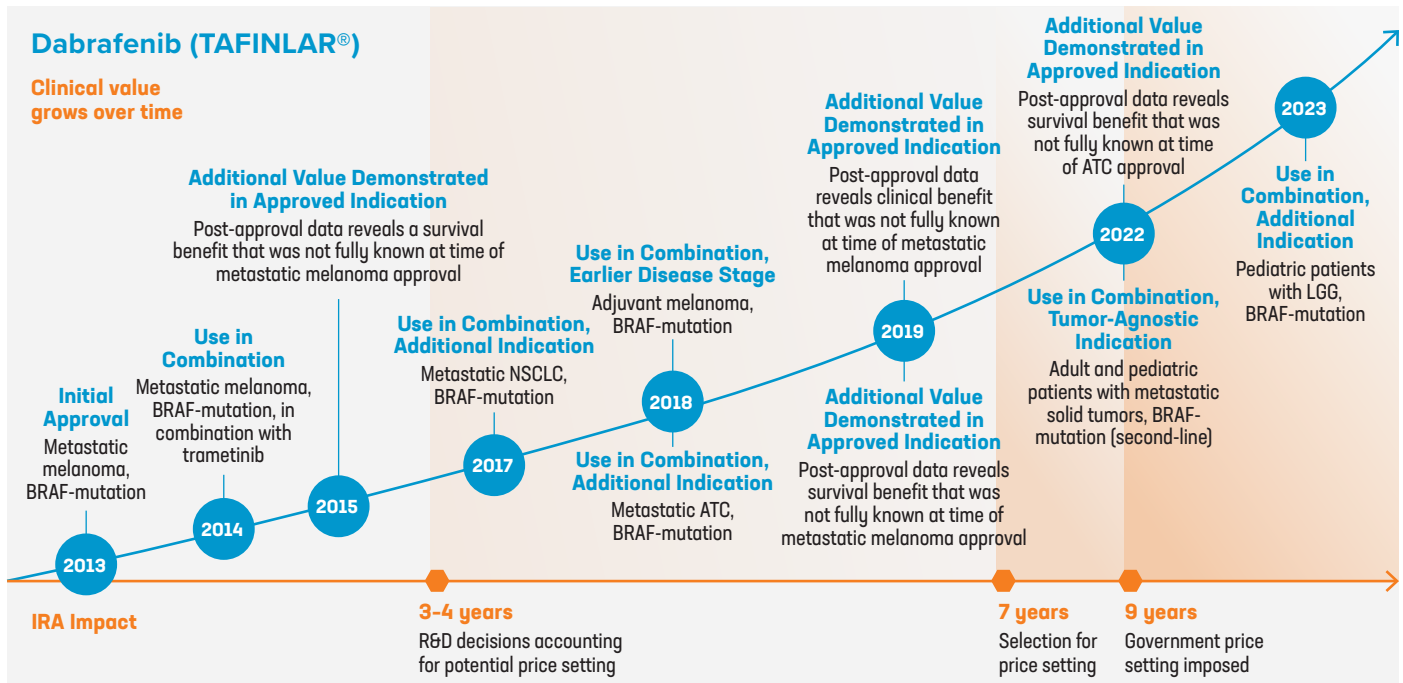 Dabrafenib (TAFINLAR®)
Clinical value
grows over time
Initial
Approval
Metastatic
melanoma,
BRAF-mutation
2013
Use in
Combination
Metastatic melanoma,
BRAF-mutation, in
combination with
trametinib
2014
Additional Value Demonstrated
in Approved Indication
Post-approval data reveals a survival
benefit that was not fully known at time of
metastatic melanoma approval
2015
Use in Combination,
Additional Indication
Metastatic NSCLC,
BRAF-mutation
2017
Use in Combination,
Earlier Disease Stage
Adjuvant melanoma,
BRAF-mutation
2018
Use in Combination,
Additional Indication
Metastatic ATC,
BRAF-mutation
Additional Value
Demonstrated in
Approved Indication
Post-approval data
reveals clinical benefit
that was not fully known
at time of metastatic
melanoma approval
2019
Additional Value
Demonstrated in
Approved Indication
Post-approval data reveals
survival benefit that was
not fully known at time of
metastatic melanoma approval
Additional Value
Demonstrated in
Approved Indication
Post-approval data reveals
survival benefit that was
not fully known at time
of ATC approval
2022
Use in Combination,
Tumor-Agnostic
Indication
Adult and pediatric
patients with metastatic
solid tumors, BRAF-
mutation (second-line)
2023
Use in
Combination,
Additional
Indication
Pediatric patients
with LGG,
BRAF-mutation
IRA Impact
3-4 years
R&D decisions accounting
for potential price setting
7 years
Selection for
price setting
9 years
Government price
setting imposed